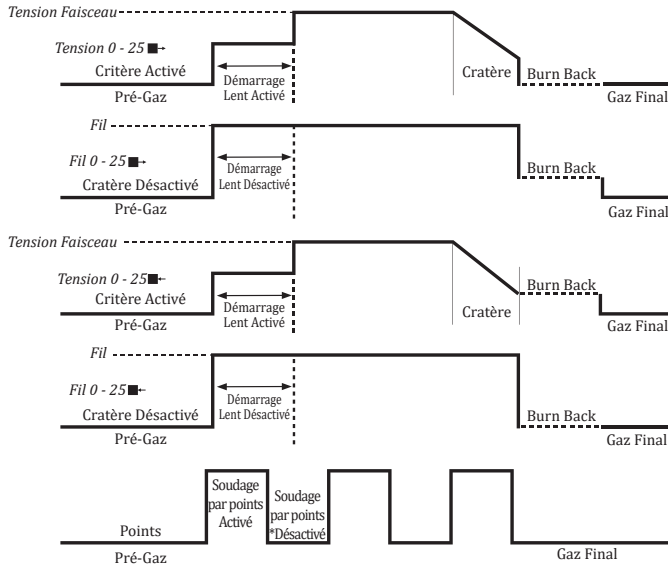 Tension Faisceau
Tension 0 - 25
Critère Activé
Pré-Gaz
Démarrage
Lent Activé
Cratère
Burn Back
Gaz Final
Fil
Fil 0 - 25
Cratère Désactivé
Pré-Gaz
Démarrage
Lent Désactivé
Burn Back
Gaz Final
Tension Faisceau
Tension 0 - 25
Critère Activé
Pré-Gaz
Démarrage
Lent Activé
Cratère
Burn Back
Gaz Final
Fil
Fil 0 - 25
Cratère Désactivé
Pré-Gaz
Démarrage
Lent Désactivé
Burn Back
Gaz Final
Points
Pré-Gaz
Soudage
par points
Activé
Soudage
par points
*Désactivé
Gaz Final